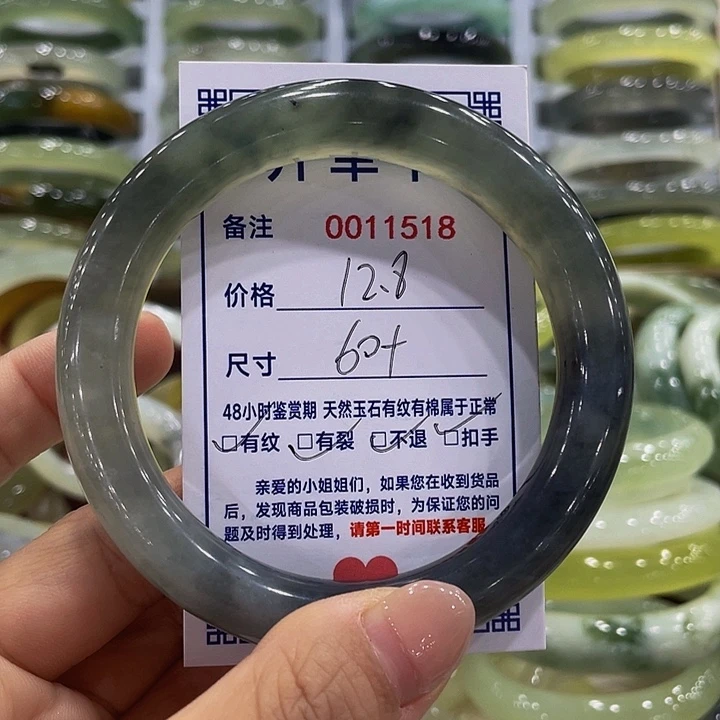 备注 0011518
价格 12.8
尺寸 60+
48小时鉴赏期 天然玉石有纹有棉属于正常
☑有纹 ☑有裂 ☑不退 ☑扣手
亲爱的小姐姐们，如果您在收到货品
后，发现商品包装破损时，为保证您的问
题及时得到处理，请第一时间联系客服